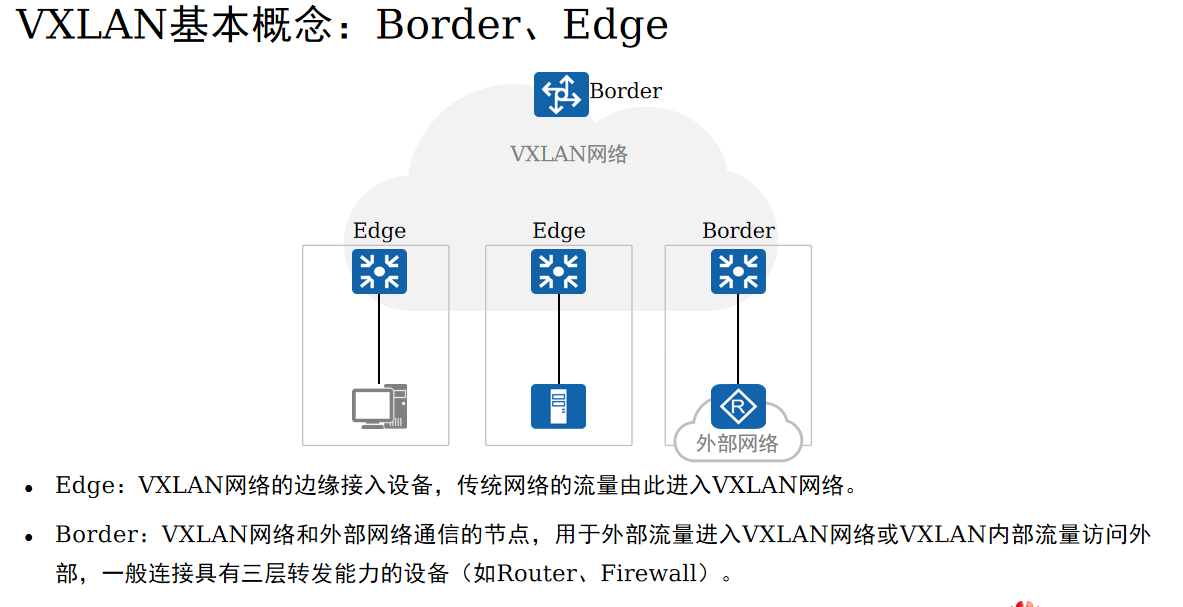 VXLAN基本概念：Border、Edge
Border
VXLAN网络
Edge
Edge
Border
R
外部网络
Edge：VXLAN网络的边缘接入设备，传统网络的流量由此进入VXLAN网络。
Border：VXLAN网络和外部网络通信的节点，用于外部流量进入VXLAN网络或VXLAN内部流量访问外
部，一般连接具有三层转发能力的设备（如Router、Firewall）。